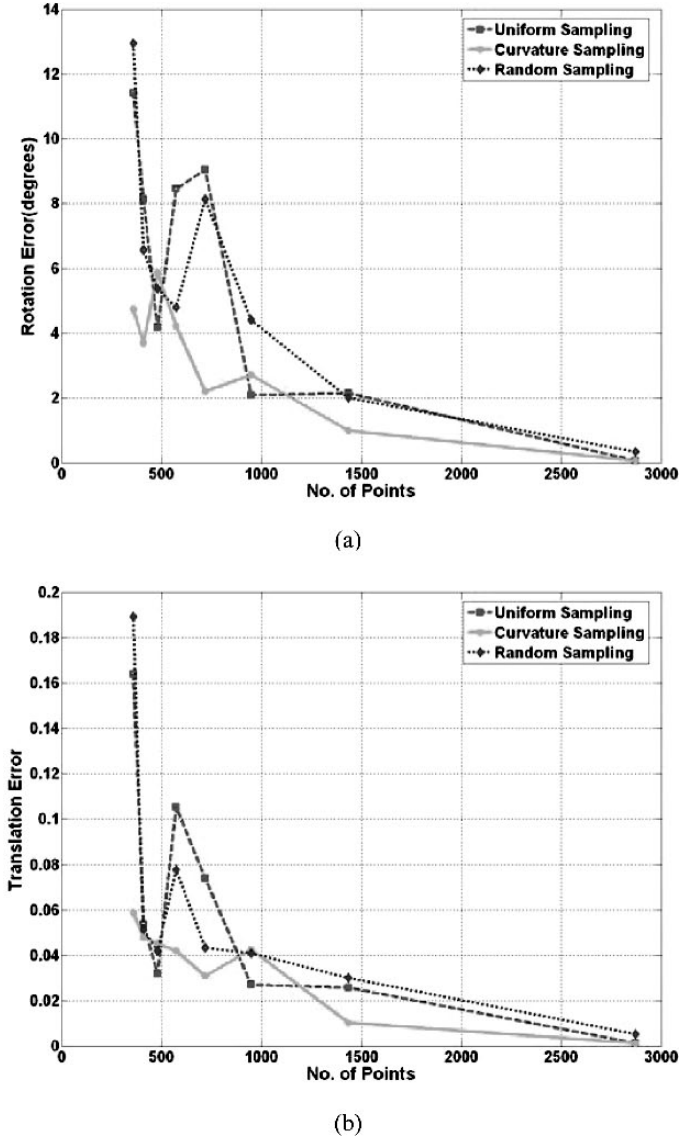 14
12
10
8
6
4
2
0
Rotation Error(degrees)
Uniform Sampling
Curvature Sampling
Random Sampling
0 500 1000 1500 2000 2500 3000
No. of Points
(a)
0.2
0.18
0.16
0.14
0.12
0.1
0.08
0.06
0.04
0.02
0
Translation Error
Uniform Sampling
Curvature Sampling
Random Sampling
0 500 1000 1500 2000 2500 3000
No. of Points
(b)